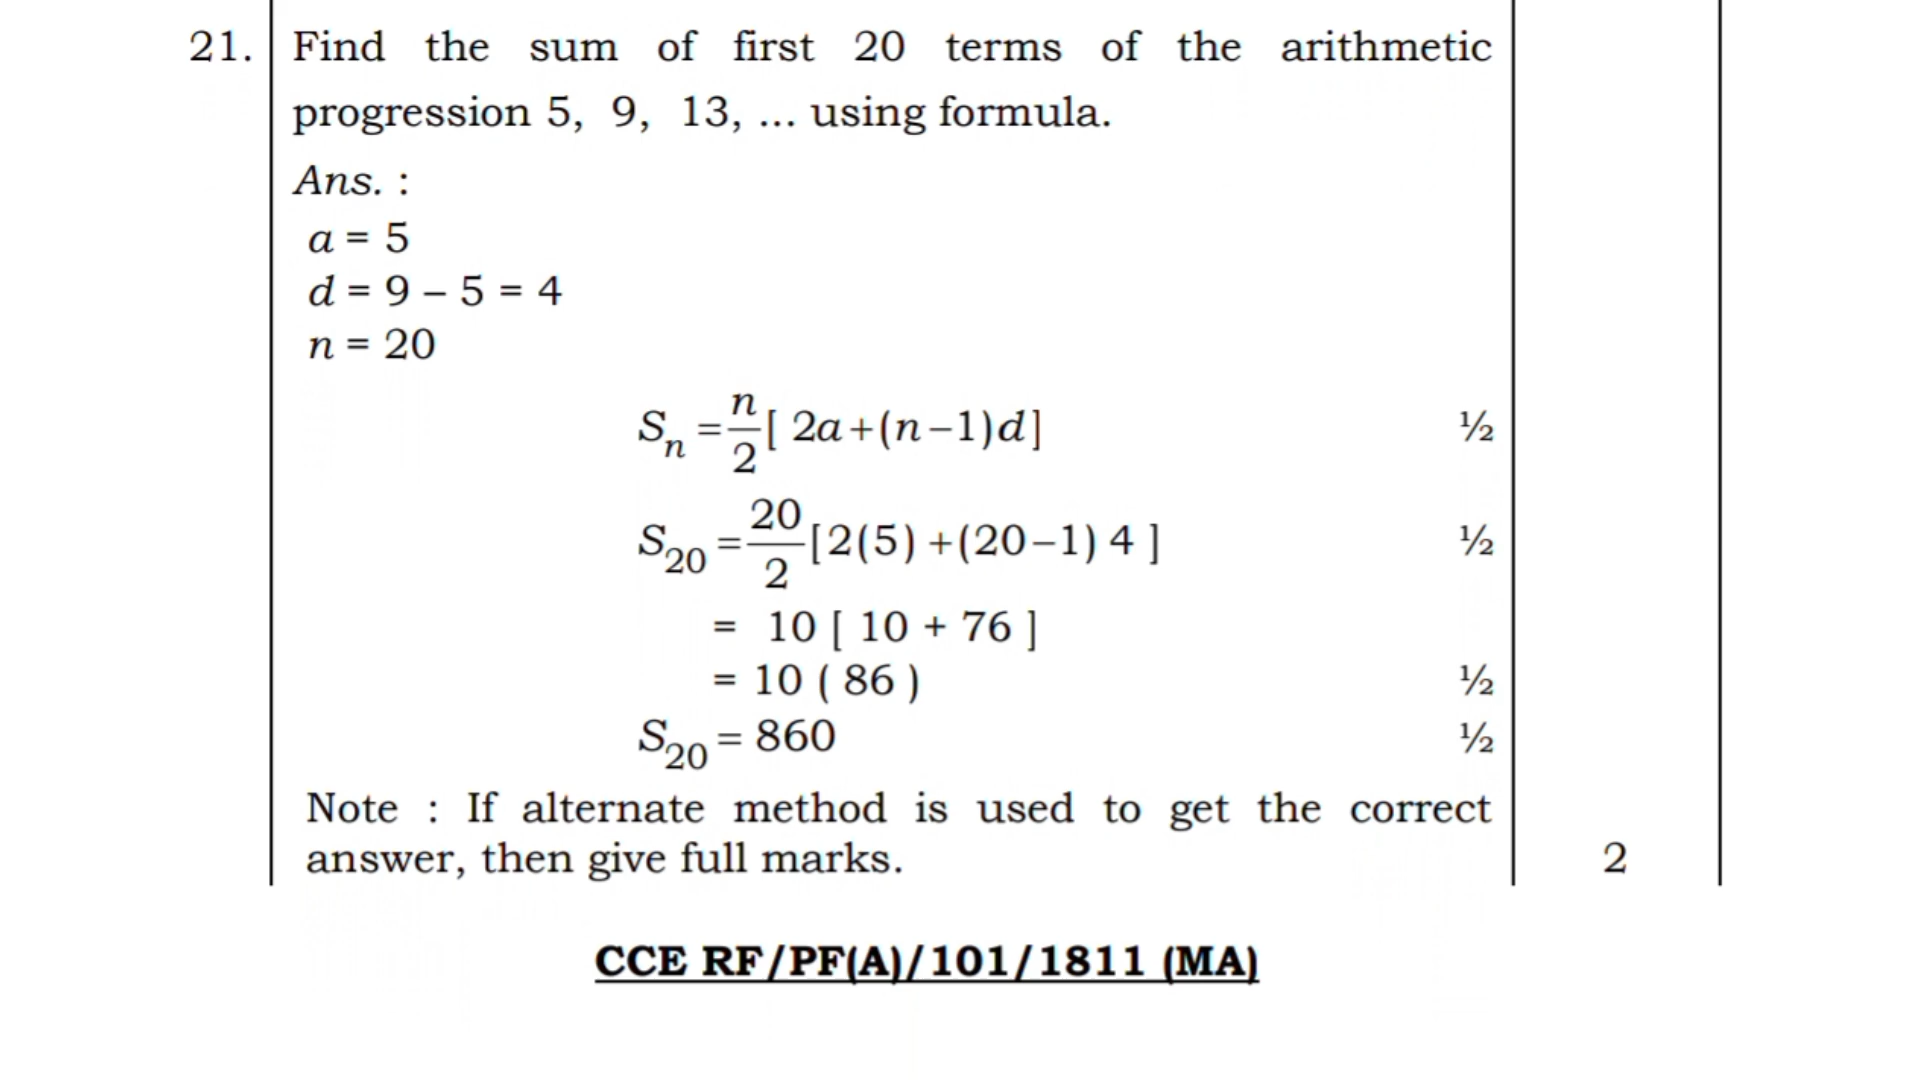 21. Find the sum of first 20 terms of the arithmetic
progression 5, 9, 13, ... using formula.
Ans. :
a = 5
d = 9 – 5 = 4
n = 20
Sₙ = n/2 [ 2a+(n–1)d] ½
S₂₀ = 20/2 [2(5) +(20–1) 4 ] ½
= 10 [ 10 + 76 ]
= 10 ( 86 ) ½
S₂₀ = 860 ½
Note : If alternate method is used to get the correct
answer, then give full marks. 2
CCE RF/PF(A)/101/1811 (MA)